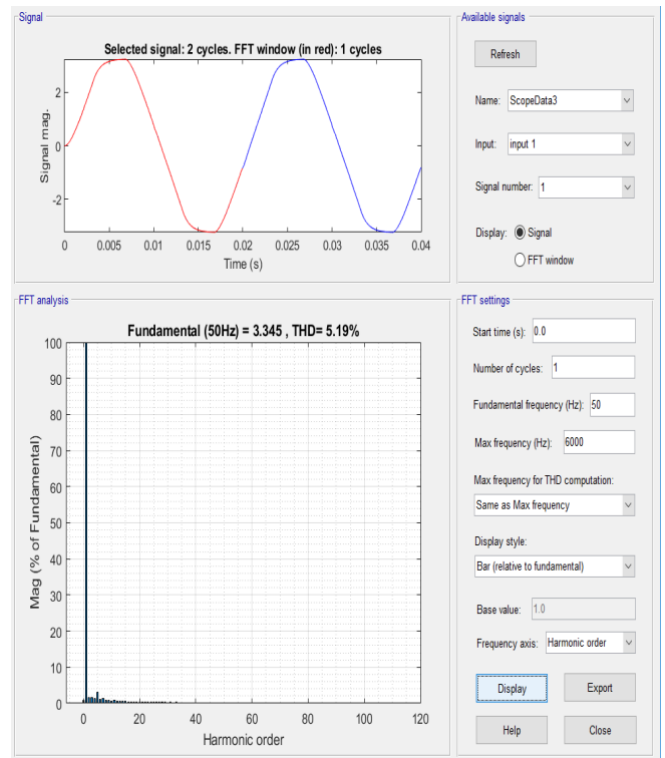 Signal
Selected signal: 2 cycles. FFT window (in red): 1 cycles
2
0
-2
Signal mag.
0 0.005 0.01 0.015 0.02 0.025 0.03 0.035 0.04
Time (s)
Available signals
Refresh
Name: ScopeData3
Input: input 1
Signal number: 1
Display: Signal
FFT window
FFT analysis
Fundamental (50Hz) = 3.345 , THD= 5.19%
100
90
80
70
60
50
40
30
20
10
0
Mag (% of Fundamental)
0 20 40 60 80 100 120
Harmonic order
FFT settings
Start time (s): 0.0
Number of cycles: 1
Fundamental frequency (Hz): 50
Max frequency (Hz): 6000
Max frequency for THD computation:
Same as Max frequency
Display style:
Bar (relative to fundamental)
Base value: 1.0
Frequency axis: Harmonic order
Display Export
Help Close